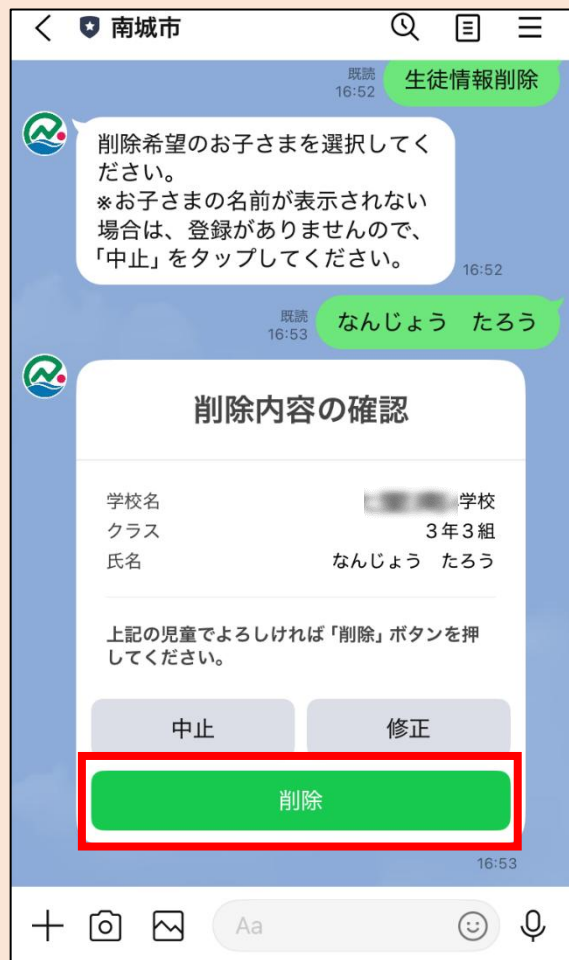 南城市
既読
16:52
生徒情報削除
削除希望のお子さまを選択してく
ださい。
※お子さまの名前が表示されない
場合は、登録がありませんので、
「中止」をタップしてください。
16:52
既読
16:53
なんじょう　たろう
削除内容の確認
学校名 学校
クラス 3年3組
氏名 なんじょう　たろう
上記の児童でよろしければ「削除」ボタンを押
してください。
中止 修正
削除
16:53
Aa